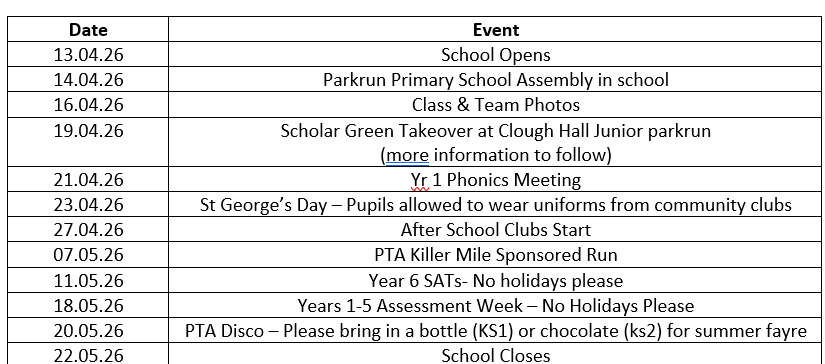 Date Event
13.04.26 School Opens
14.04.26 Parkrun Primary School Assembly in school
16.04.26 Class & Team Photos
19.04.26 Scholar Green Takeover at Clough Hall Junior parkrun
(more information to follow)
21.04.26 Yr 1 Phonics Meeting
23.04.26 St George’s Day – Pupils allowed to wear uniforms from community clubs
27.04.26 After School Clubs Start
07.05.26 PTA Killer Mile Sponsored Run
11.05.26 Year 6 SATs- No holidays please
18.05.26 Years 1-5 Assessment Week – No Holidays Please
20.05.26 PTA Disco – Please bring in a bottle (KS1) or chocolate (ks2) for summer fayre
22.05.26 School Closes